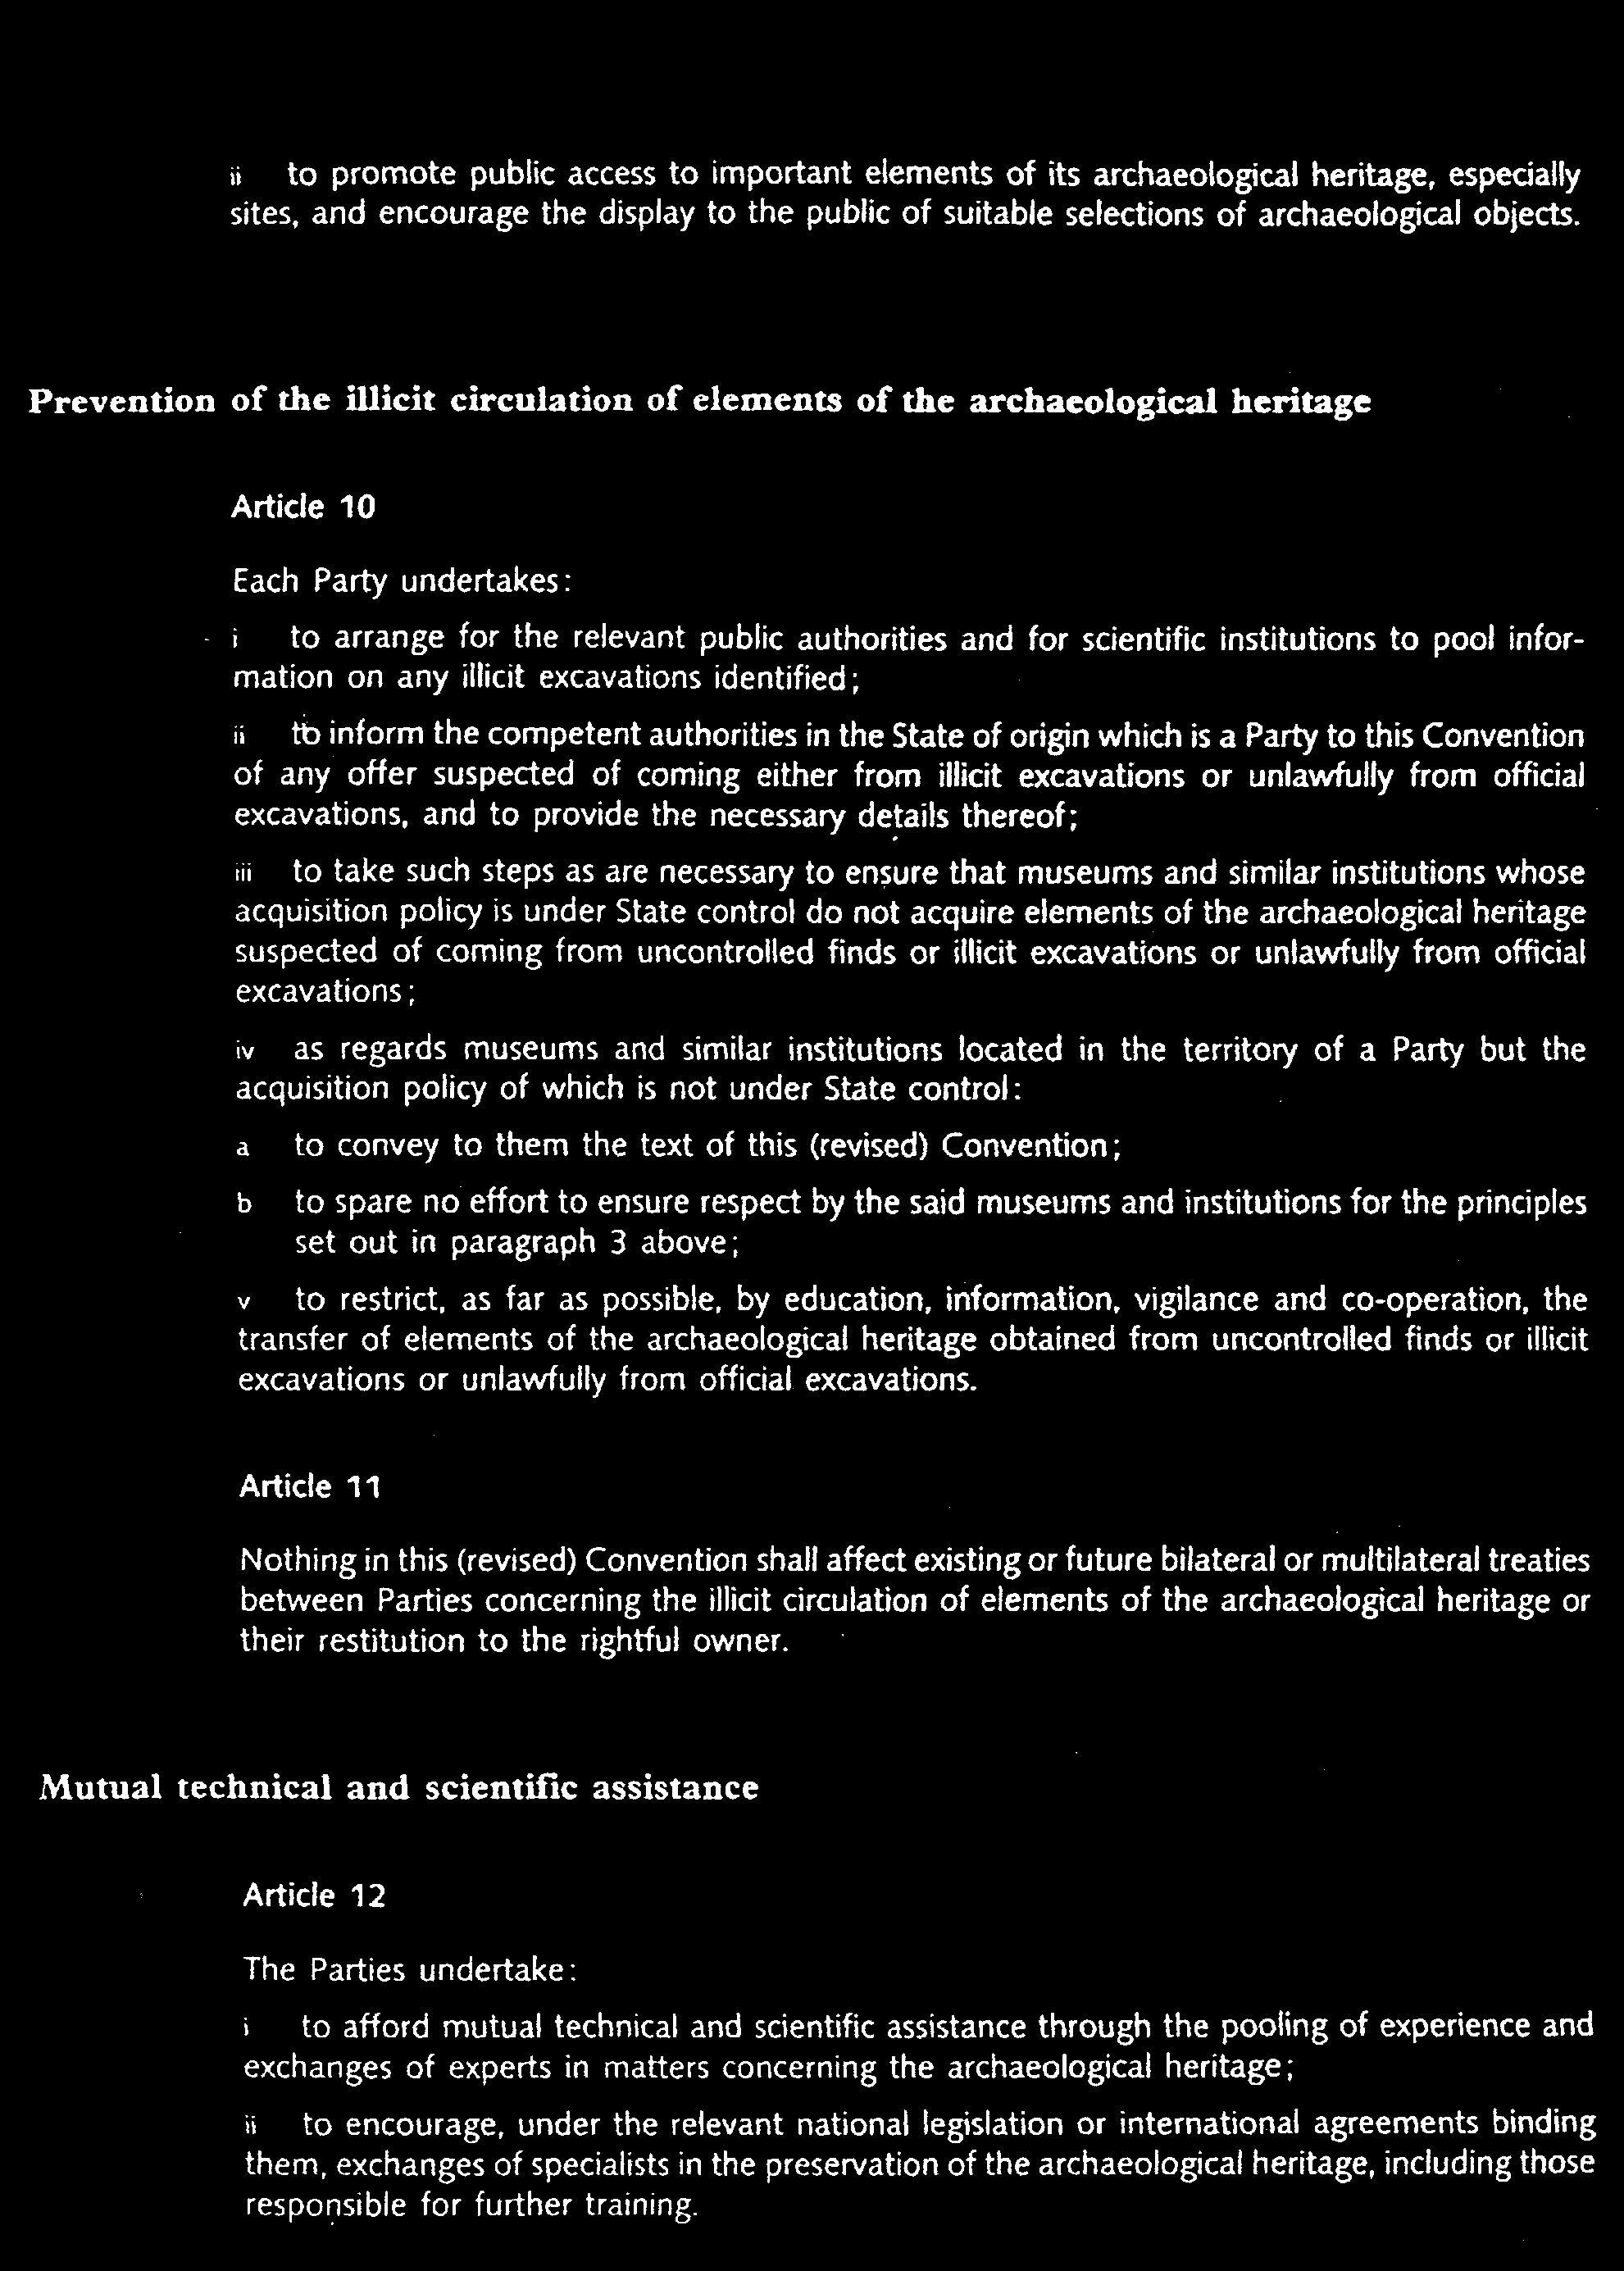 ii to promote public access to important elements of its archaeological heritage, especially
sites, and encourage the display to the public of suitable selections of archaeological objects.
Prevention of the illicit circulation of elements of the archaeological heritage
Article 10
Each Party undertakes:
i to arrange for the relevant public authorities and for scientific institutions to pool infor-
mation on any illicit excavations identified;
ii to inform the competent authorities in the State of origin which is a Party to this Convention
of any offer suspected of coming either from illicit excavations or unlawfully from official
excavations, and to provide the necessary details thereof;
iii to take such steps as are necessary to ensure that museums and similar institutions whose
acquisition policy is under State control do not acquire elements of the archaeological heritage
suspected of coming from uncontrolled finds or illicit excavations or unlawfully from official
excavations;
iv as regards museums and similar institutions located in the territory of a Party but the
acquisition policy of which is not under State control:
a to convey to them the text of this (revised) Convention;
b to spare no effort to ensure respect by the said museums and institutions for the principles
set out in paragraph 3 above;
v to restrict, as far as possible, by education, information, vigilance and co-operation, the
transfer of elements of the archaeological heritage obtained from uncontrolled finds or illicit
excavations or unlawfully from official excavations.
Article 11
Nothing in this (revised) Convention shall affect existing or future bilateral or multilateral treaties
between Parties concerning the illicit circulation of elements of the archaeological heritage or
their restitution to the rightful owner.
Mutual technical and scientific assistance
Article 12
The Parties undertake:
i to afford mutual technical and scientific assistance through the pooling of experience and
exchanges of experts in matters concerning the archaeological heritage;
ii to encourage, under the relevant national legislation or international agreements binding
them, exchanges of specialists in the preservation of the archaeological heritage, including those
responsible for further training.